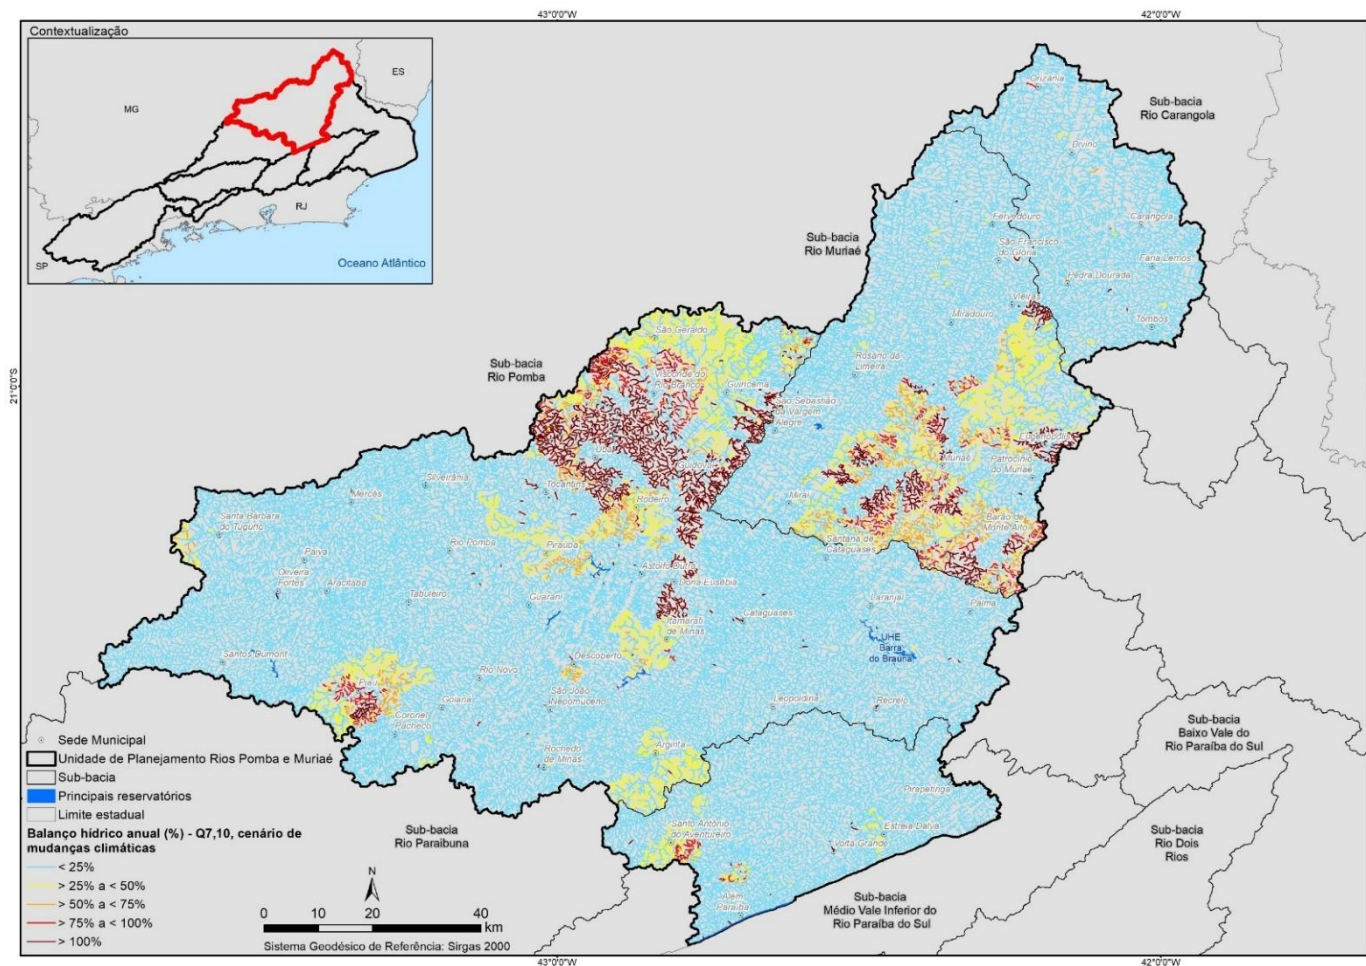 43°0'0"W
42°0'0"W
Contextualização
MG
ES
RJ
SP
Oceano Atlântico
21°0'0"S
Sub-bacia
Rio Carangola
Sub-bacia
Rio Muriaé
Sub-bacia
Rio Pomba
Orizânia
Divino
Fervedouro
Carangola
São Francisco
do Glória
Faria Lemos
Pedra Dourada
Vieira
Miradouro
Tombos
São Geraldo
Rosário da
Limeira
Visconde do
Rio Branco
Guiricema
São Sebastião
da Vargem
Alegre
Eugenópolis
Ubá
Guidoval
Muriaé
Patrocínio
do Muriaé
Silveirânia
Tocantins
Mercês
Rodeiro
Miraí
Barão de
Monte Alto
Santa Bárbara
do Tugúrio
Santana de
Cataguases
Rio Pomba
Piraúba
Paiva
Oliveira
Fortes
Aracitaba
Astolfo Dutra
Dona Eusébia
Tabuleiro
Guarani
Laranjal
Palma
Cataguases
Itamarati
de Minas
UHE
Barra
do Braúna
Santos Dumont
Descoberto
Rio Novo
Piau
São João
Nepomuceno
Goianá
Leopoldina
Recreio
Coronel
Pacheco
Rochedo
de Minas
Argirita
Pirapetinga
Santo Antônio
do Aventureiro
Estrela Dalva
Volta Grande
Além
Paraíba
Sub-bacia
Baixo Vale do
Rio Paraíba do Sul
Sub-bacia
Rio Dois
Rios
Sub-bacia
Rio Paraibuna
Sub-bacia
Médio Vale Inferior do
Rio Paraíba do Sul
Sede Municipal
Unidade de Planejamento Rios Pomba e Muriaé
Sub-bacia
Principais reservatórios
Limite estadual
Balanço hídrico anual (%) - Q7,10, cenário de
mudanças climáticas
< 25%
> 25% a < 50%
> 50% a < 75%
> 75% a < 100%
> 100%
N
0 10 20 40
km
Sistema Geodésico de Referência: Sirgas 2000
43°0'0"W
42°0'0"W